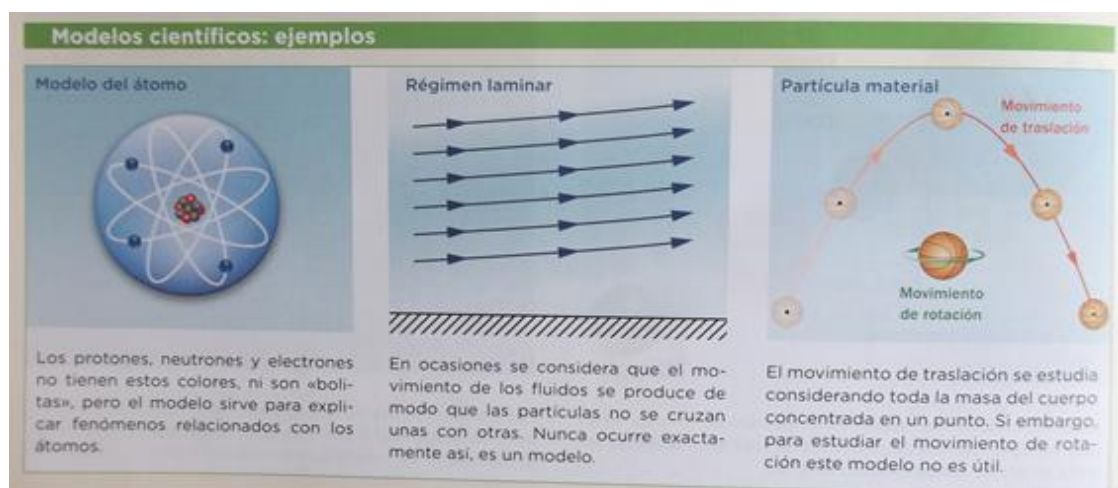 Modelos científicos: ejemplos
Modelo del átomo
Los protones, neutrones y electrones
no tienen estos colores, ni son «boli-
tas», pero el modelo sirve para expli-
car fenómenos relacionados con los
átomos.
Régimen laminar
En ocasiones se considera que el mo-
vimiento de los fluidos se produce de
modo que las partículas no se cruzan
unas con otras. Nunca ocurre exacta-
mente así, es un modelo.
Partícula material
Movimiento
de traslación
Movimiento
de rotación
El movimiento de traslación se estudia
considerando toda la masa del cuerpo
concentrada en un punto. Si embargo,
para estudiar el movimiento de rota-
ción este modelo no es útil.